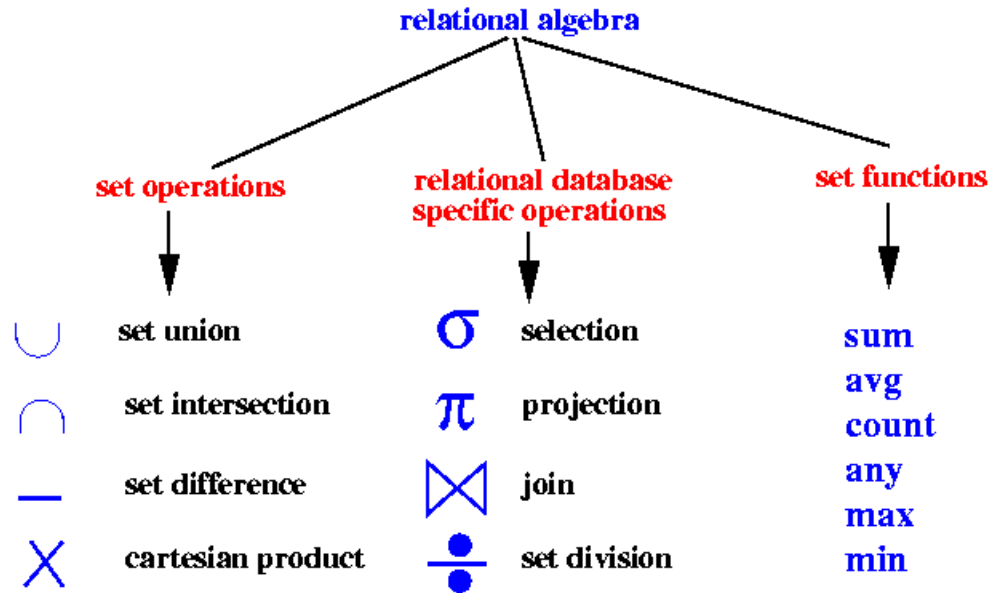 relational algebra
set operations
relational database
specific operations
set functions
∪ set union
∩ set intersection
− set difference
× cartesian product
σ selection
π projection
⋈ join
÷ set division
sum
avg
count
any
max
min